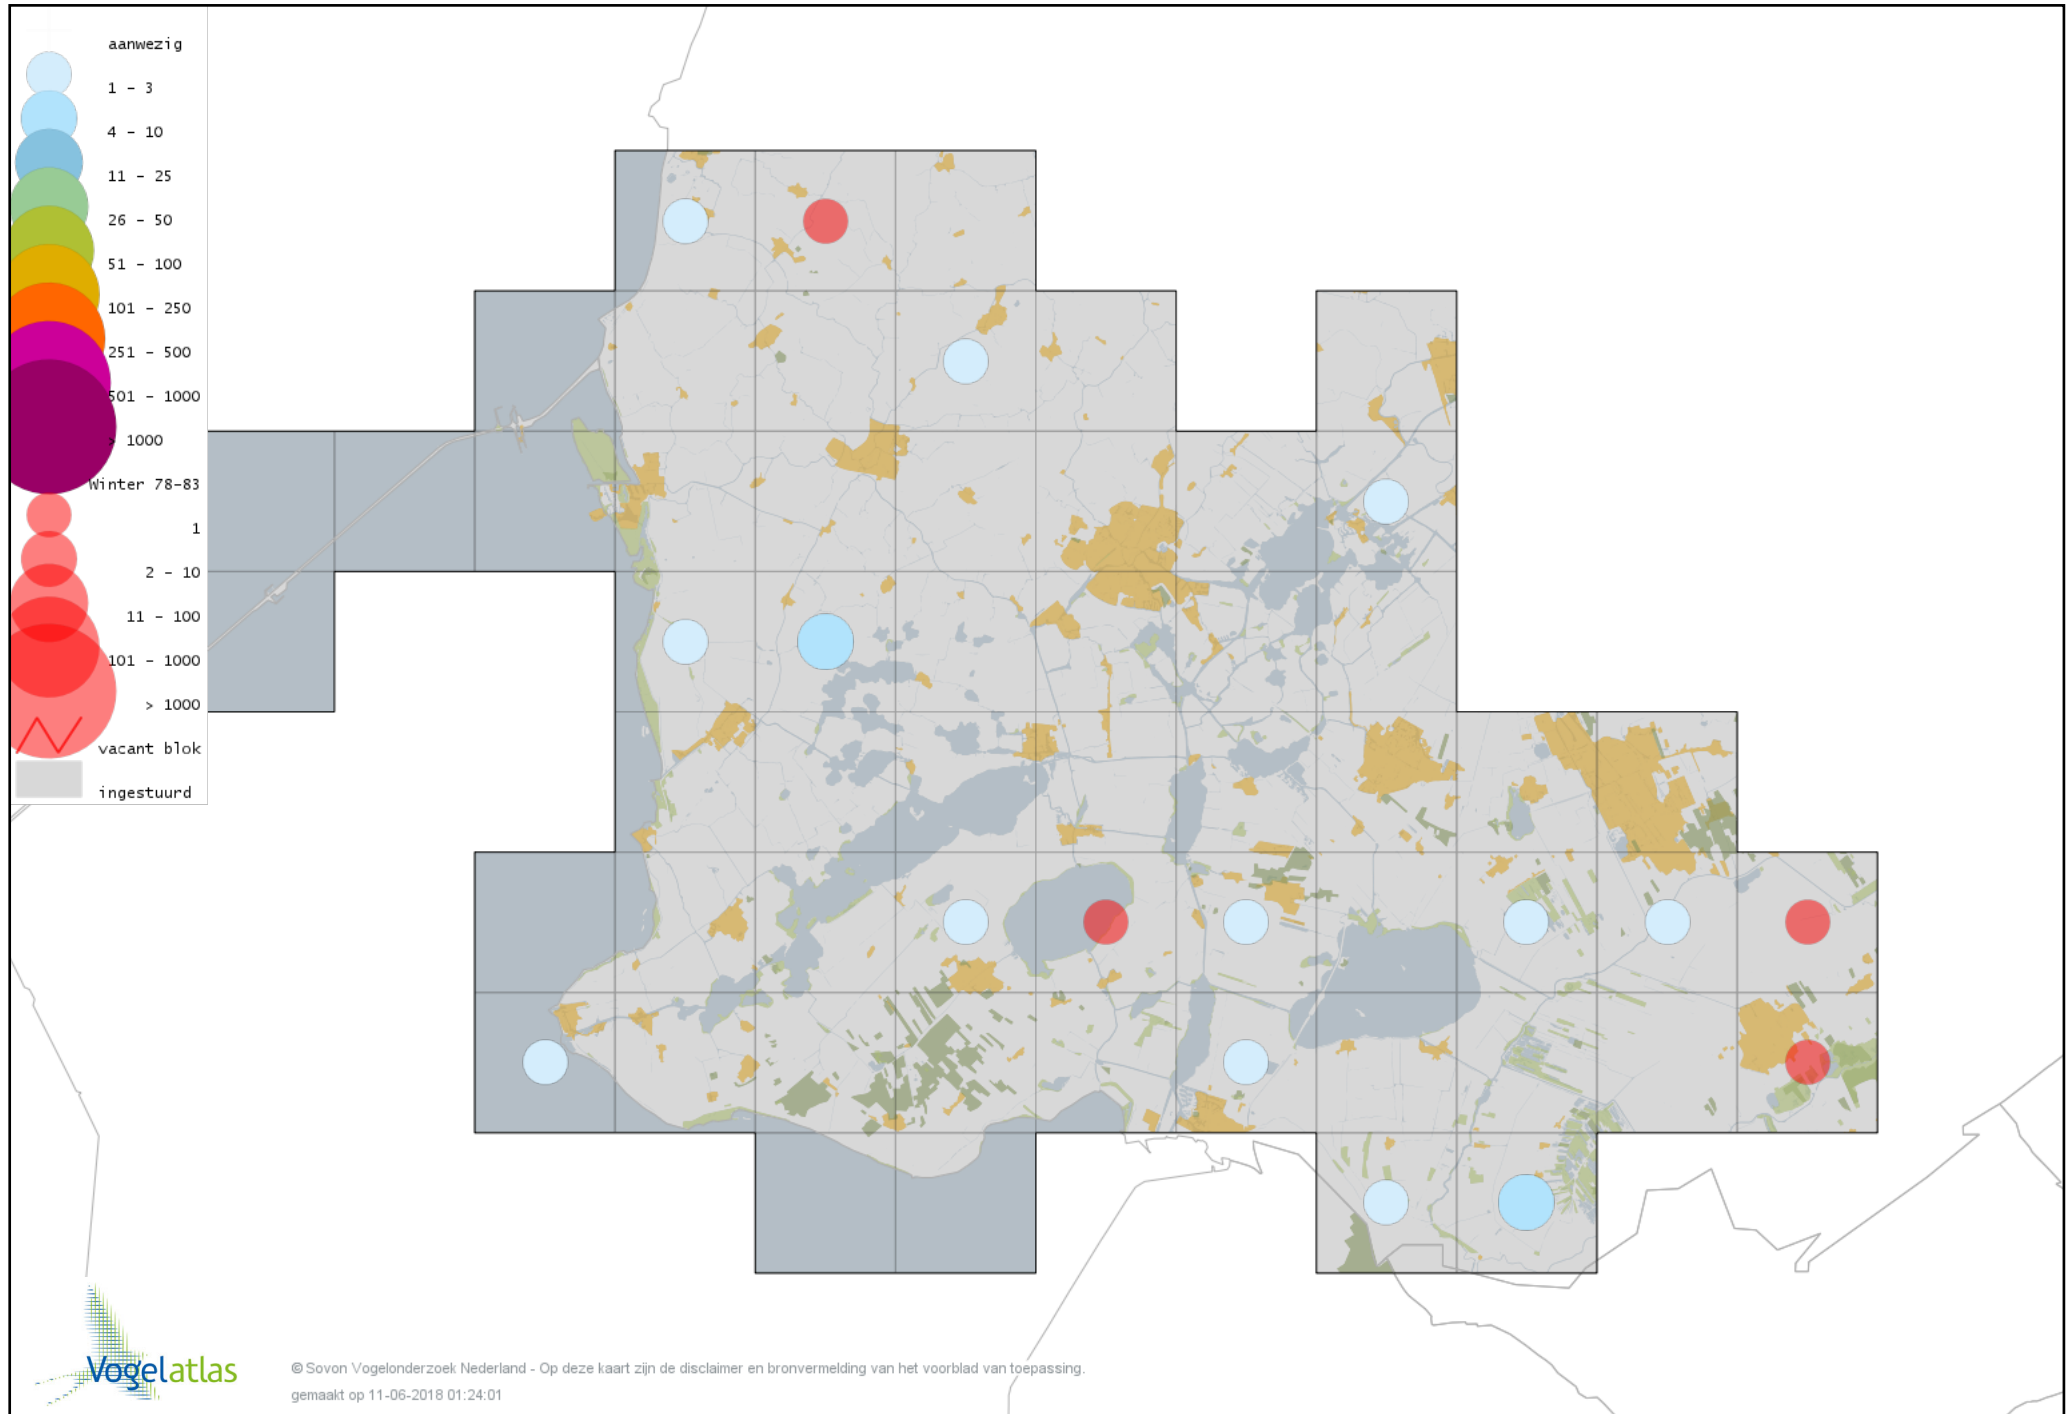 aanwezig
1 - 3
4 - 10
11 - 25
26 - 50
51 - 100
101 - 250
251 - 500
501 - 1000
> 1000
Winter 78-83
1
2 - 10
11 - 100
101 - 1000
> 1000
vacant blok
ingestuurd
Vogelatlas
© Sovon Vogelonderzoek Nederland - Op deze kaart zijn de disclaimer en bronvermelding van het voorblad van toepassing.
gemaakt op 11-06-2018 01:24:01